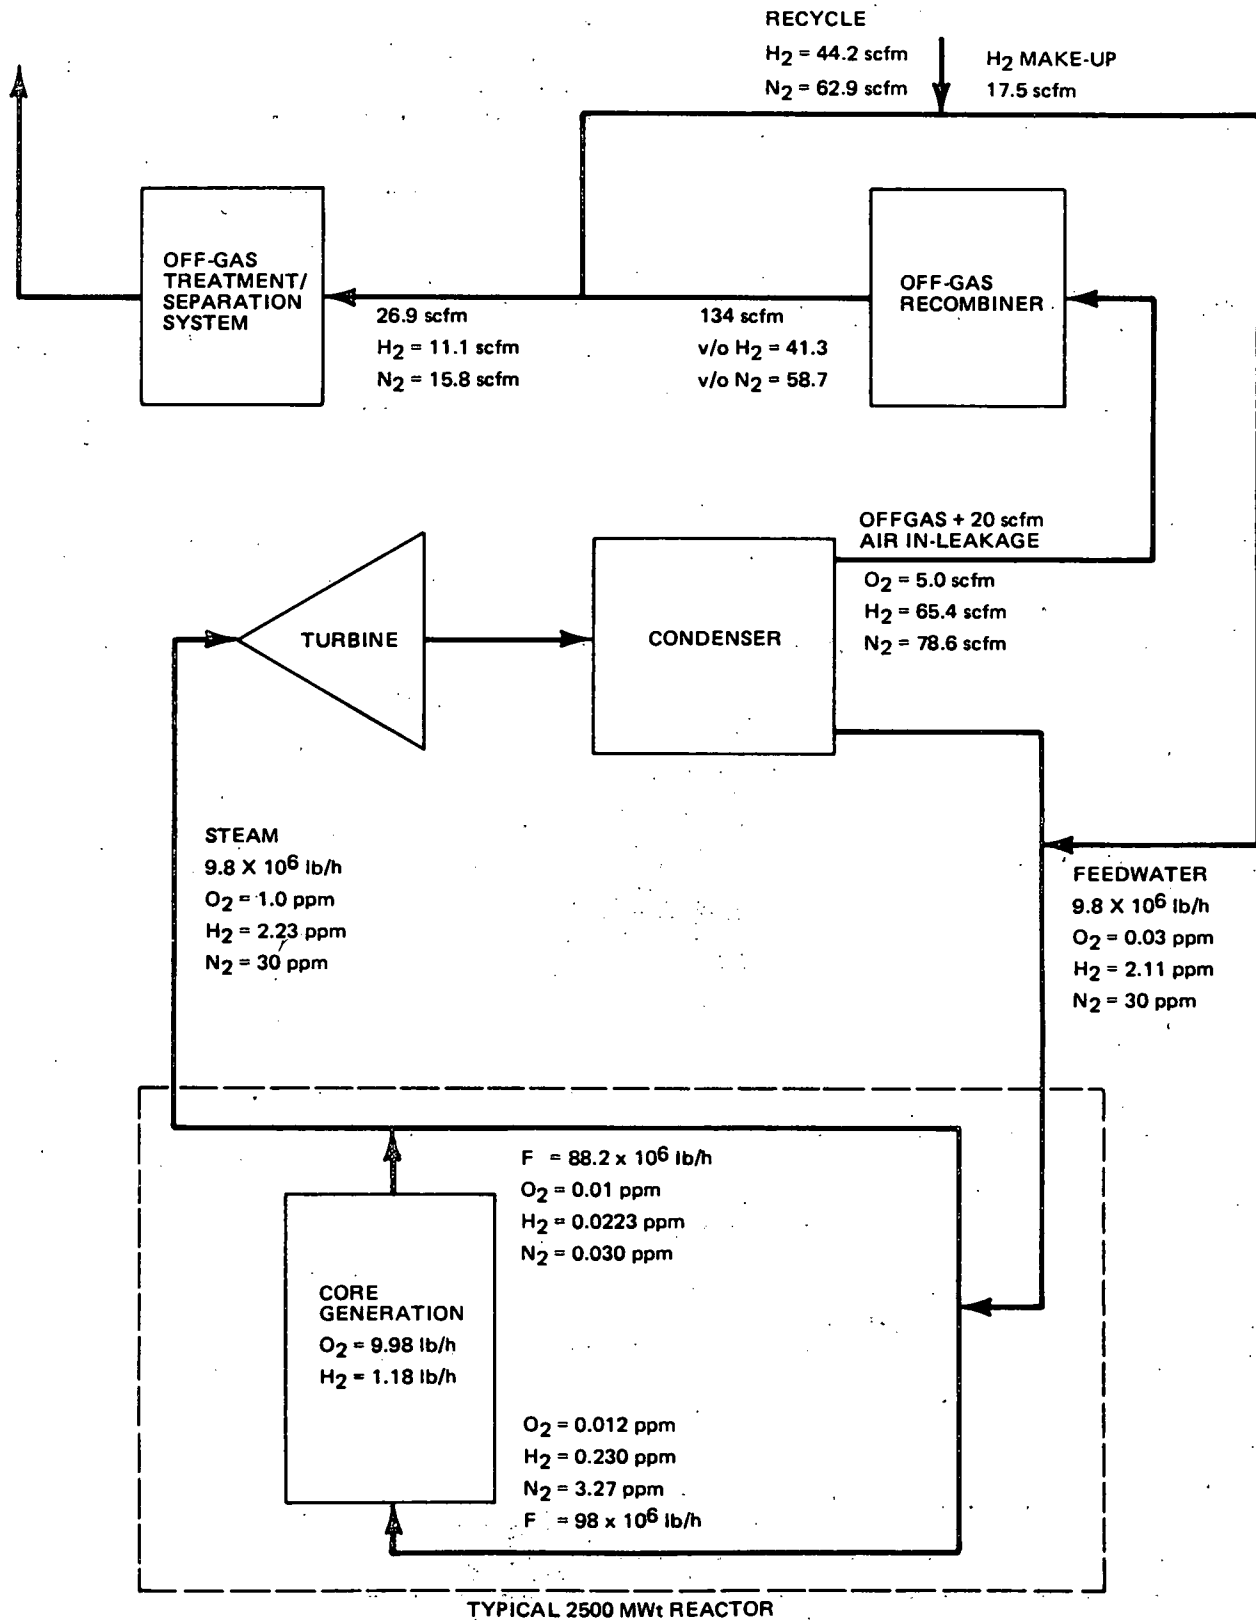 RECYCLE
H2 = 44.2 scfm
N2 = 62.9 scfm
H2 MAKE-UP
17.5 scfm
OFF-GAS
TREATMENT/
SEPARATION
SYSTEM
26.9 scfm
H2 = 11.1 scfm
N2 = 15.8 scfm
134 scfm
v/o H2 = 41.3
v/o N2 = 58.7
OFF-GAS
RECOMBINER
OFFGAS + 20 scfm
AIR IN-LEAKAGE
O2 = 5.0 scfm
H2 = 65.4 scfm
N2 = 78.6 scfm
TURBINE
CONDENSER
STEAM
9.8 X 10^6 lb/h
O2 = 1.0 ppm
H2 = 2.23 ppm
N2 = 30 ppm
FEEDWATER
9.8 X 10^6 lb/h
O2 = 0.03 ppm
H2 = 2.11 ppm
N2 = 30 ppm
F = 88.2 x 10^6 lb/h
O2 = 0.01 ppm
H2 = 0.0223 ppm
N2 = 0.030 ppm
CORE
GENERATION
O2 = 9.98 lb/h
H2 = 1.18 lb/h
O2 = 0.012 ppm
H2 = 0.230 ppm
N2 = 3.27 ppm
F = 98 x 10^6 lb/h
TYPICAL 2500 MWt REACTOR